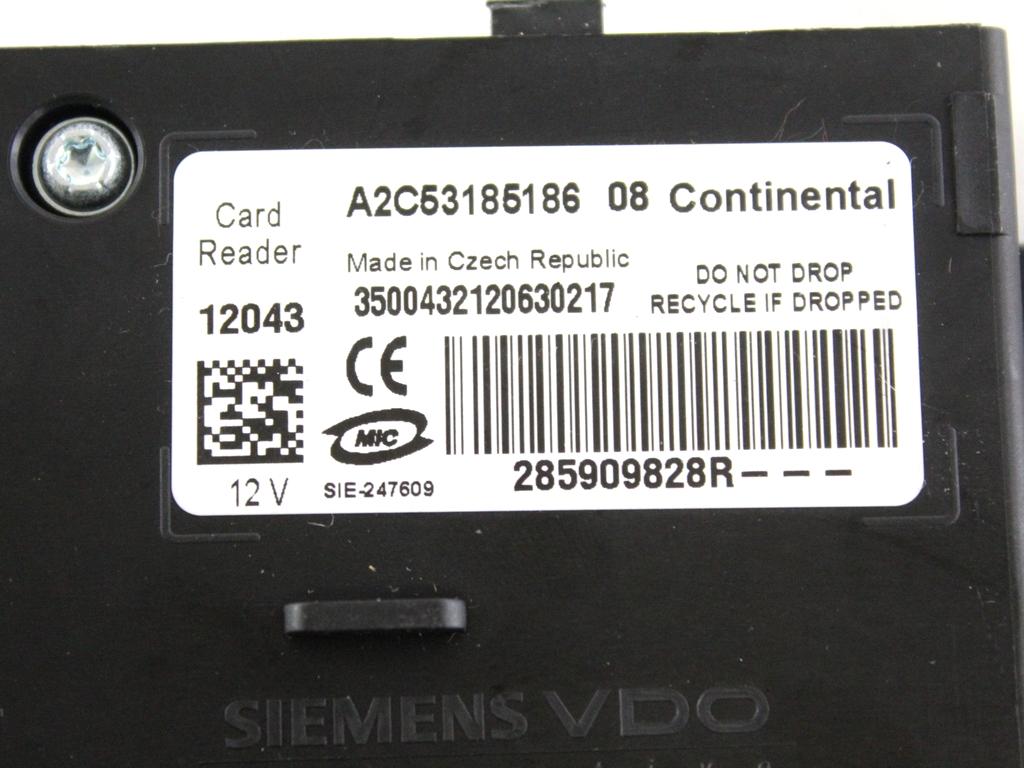 Card
Reader
12043
12 V
A2C53185186 08 Continental
Made in Czech Republic
3500432120630217
DO NOT DROP
RECYCLE IF DROPPED
CE
MIC
SIE-247609
285909828R---
SIEMENS VDO